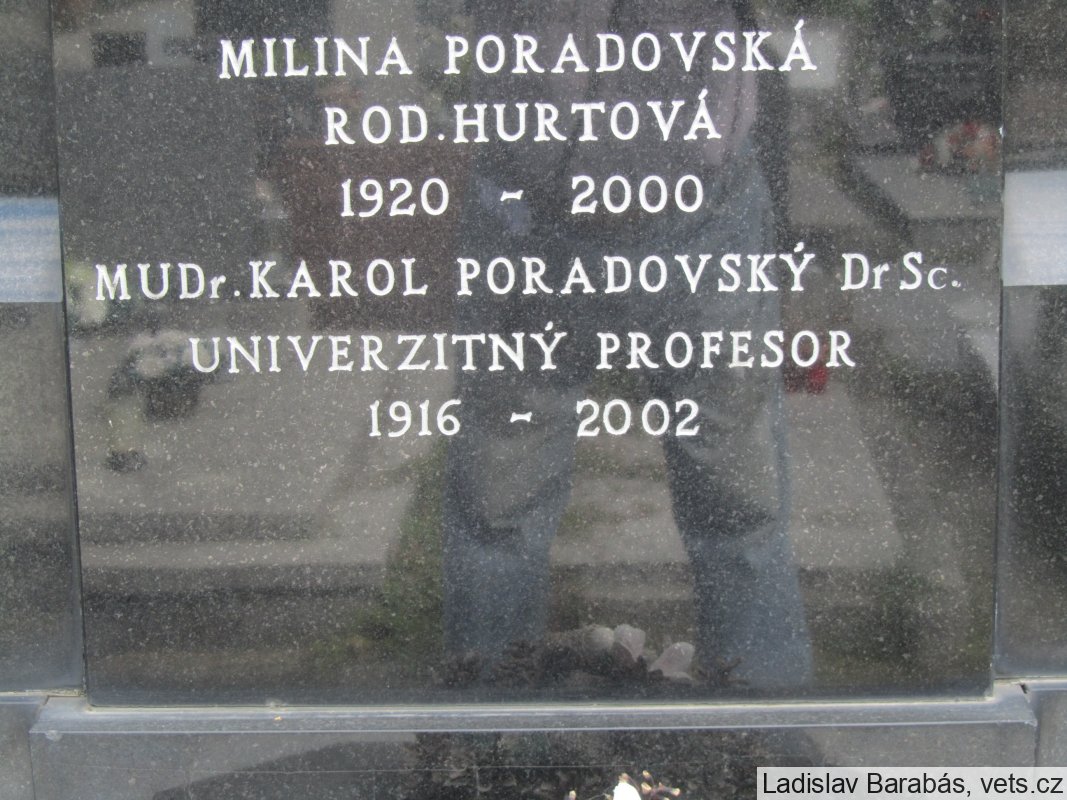 MILINA PORADOVSKÁ
ROD. HURTOVÁ
1920 - 2000
MUDr. KAROL PORADOVSKÝ DrSc.
UNIVERZITNÝ PROFESOR
1916 - 2002
Ladislav Barabás, vets.cz